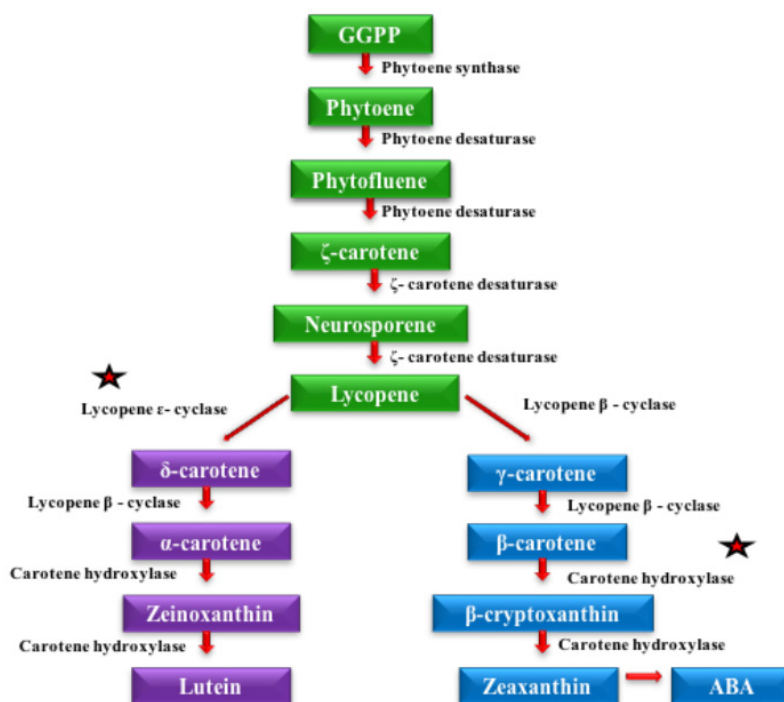 GGPP
Phytoene synthase
Phytoene
Phytoene desaturase
Phytofluene
Phytoene desaturase
ζ-carotene
ζ- carotene desaturase
Neurosporene
ζ- carotene desaturase
Lycopene
Lycopene ε- cyclase
Lycopene β - cyclase
δ-carotene
γ-carotene
Lycopene β - cyclase
Lycopene β - cyclase
α-carotene
β-carotene
Carotene hydroxylase
Carotene hydroxylase
Zeinoxanthin
β-cryptoxanthin
Carotene hydroxylase
Carotene hydroxylase
Lutein
Zeaxanthin
ABA